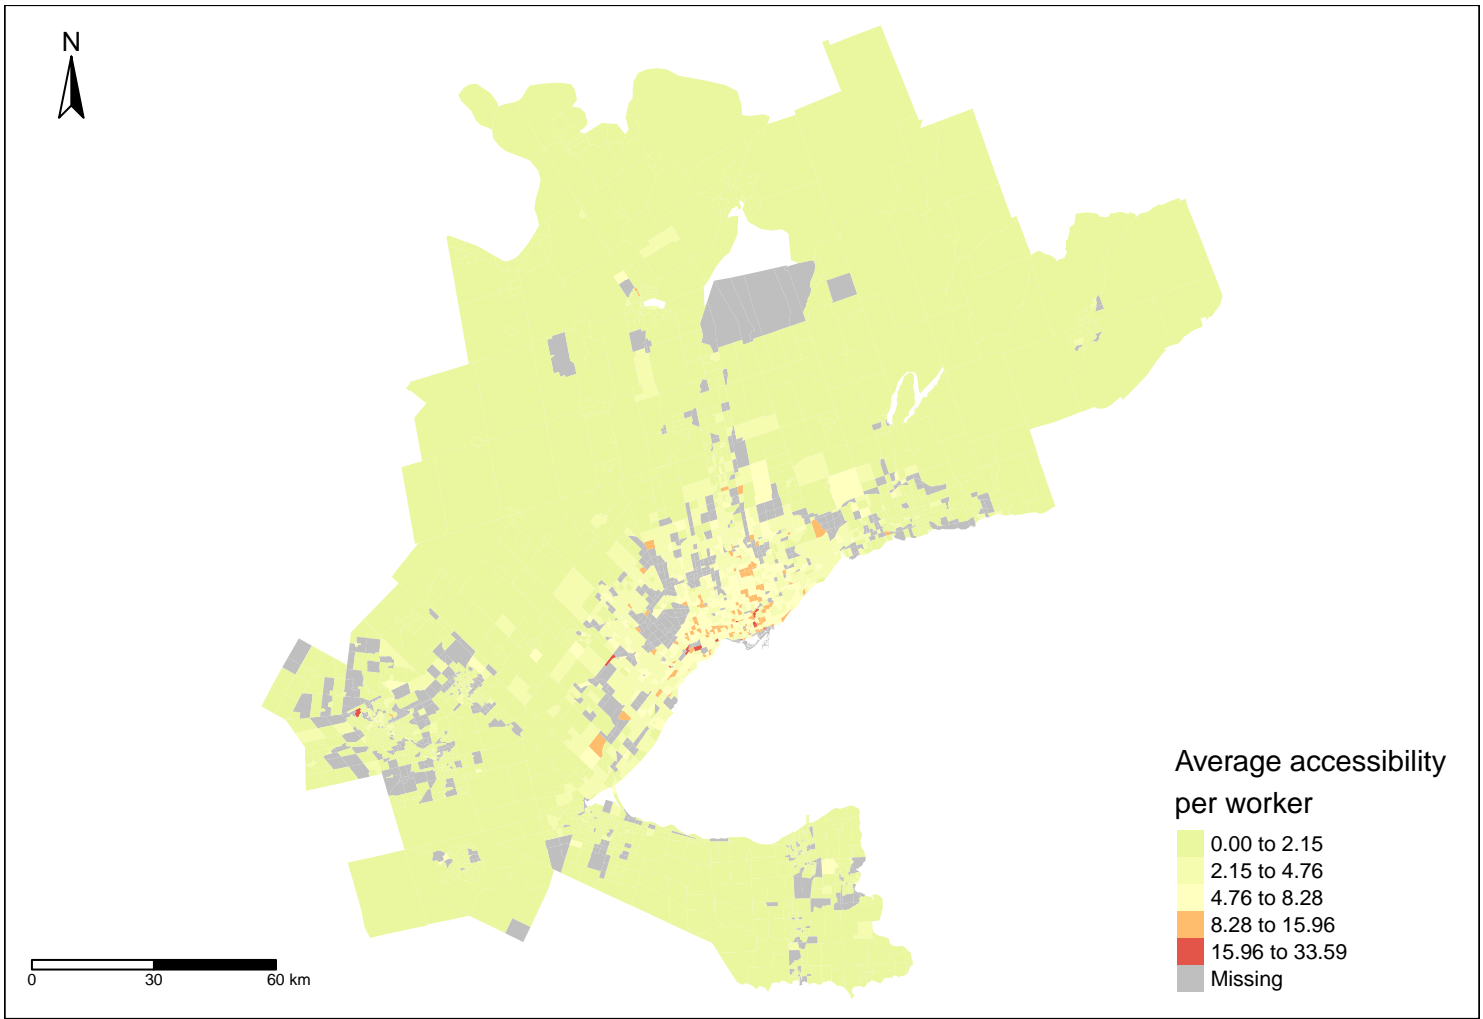 N
Average accessibility
per worker
0.00 to 2.15
2.15 to 4.76
4.76 to 8.28
8.28 to 15.96
15.96 to 33.59
Missing
0 30 60 km